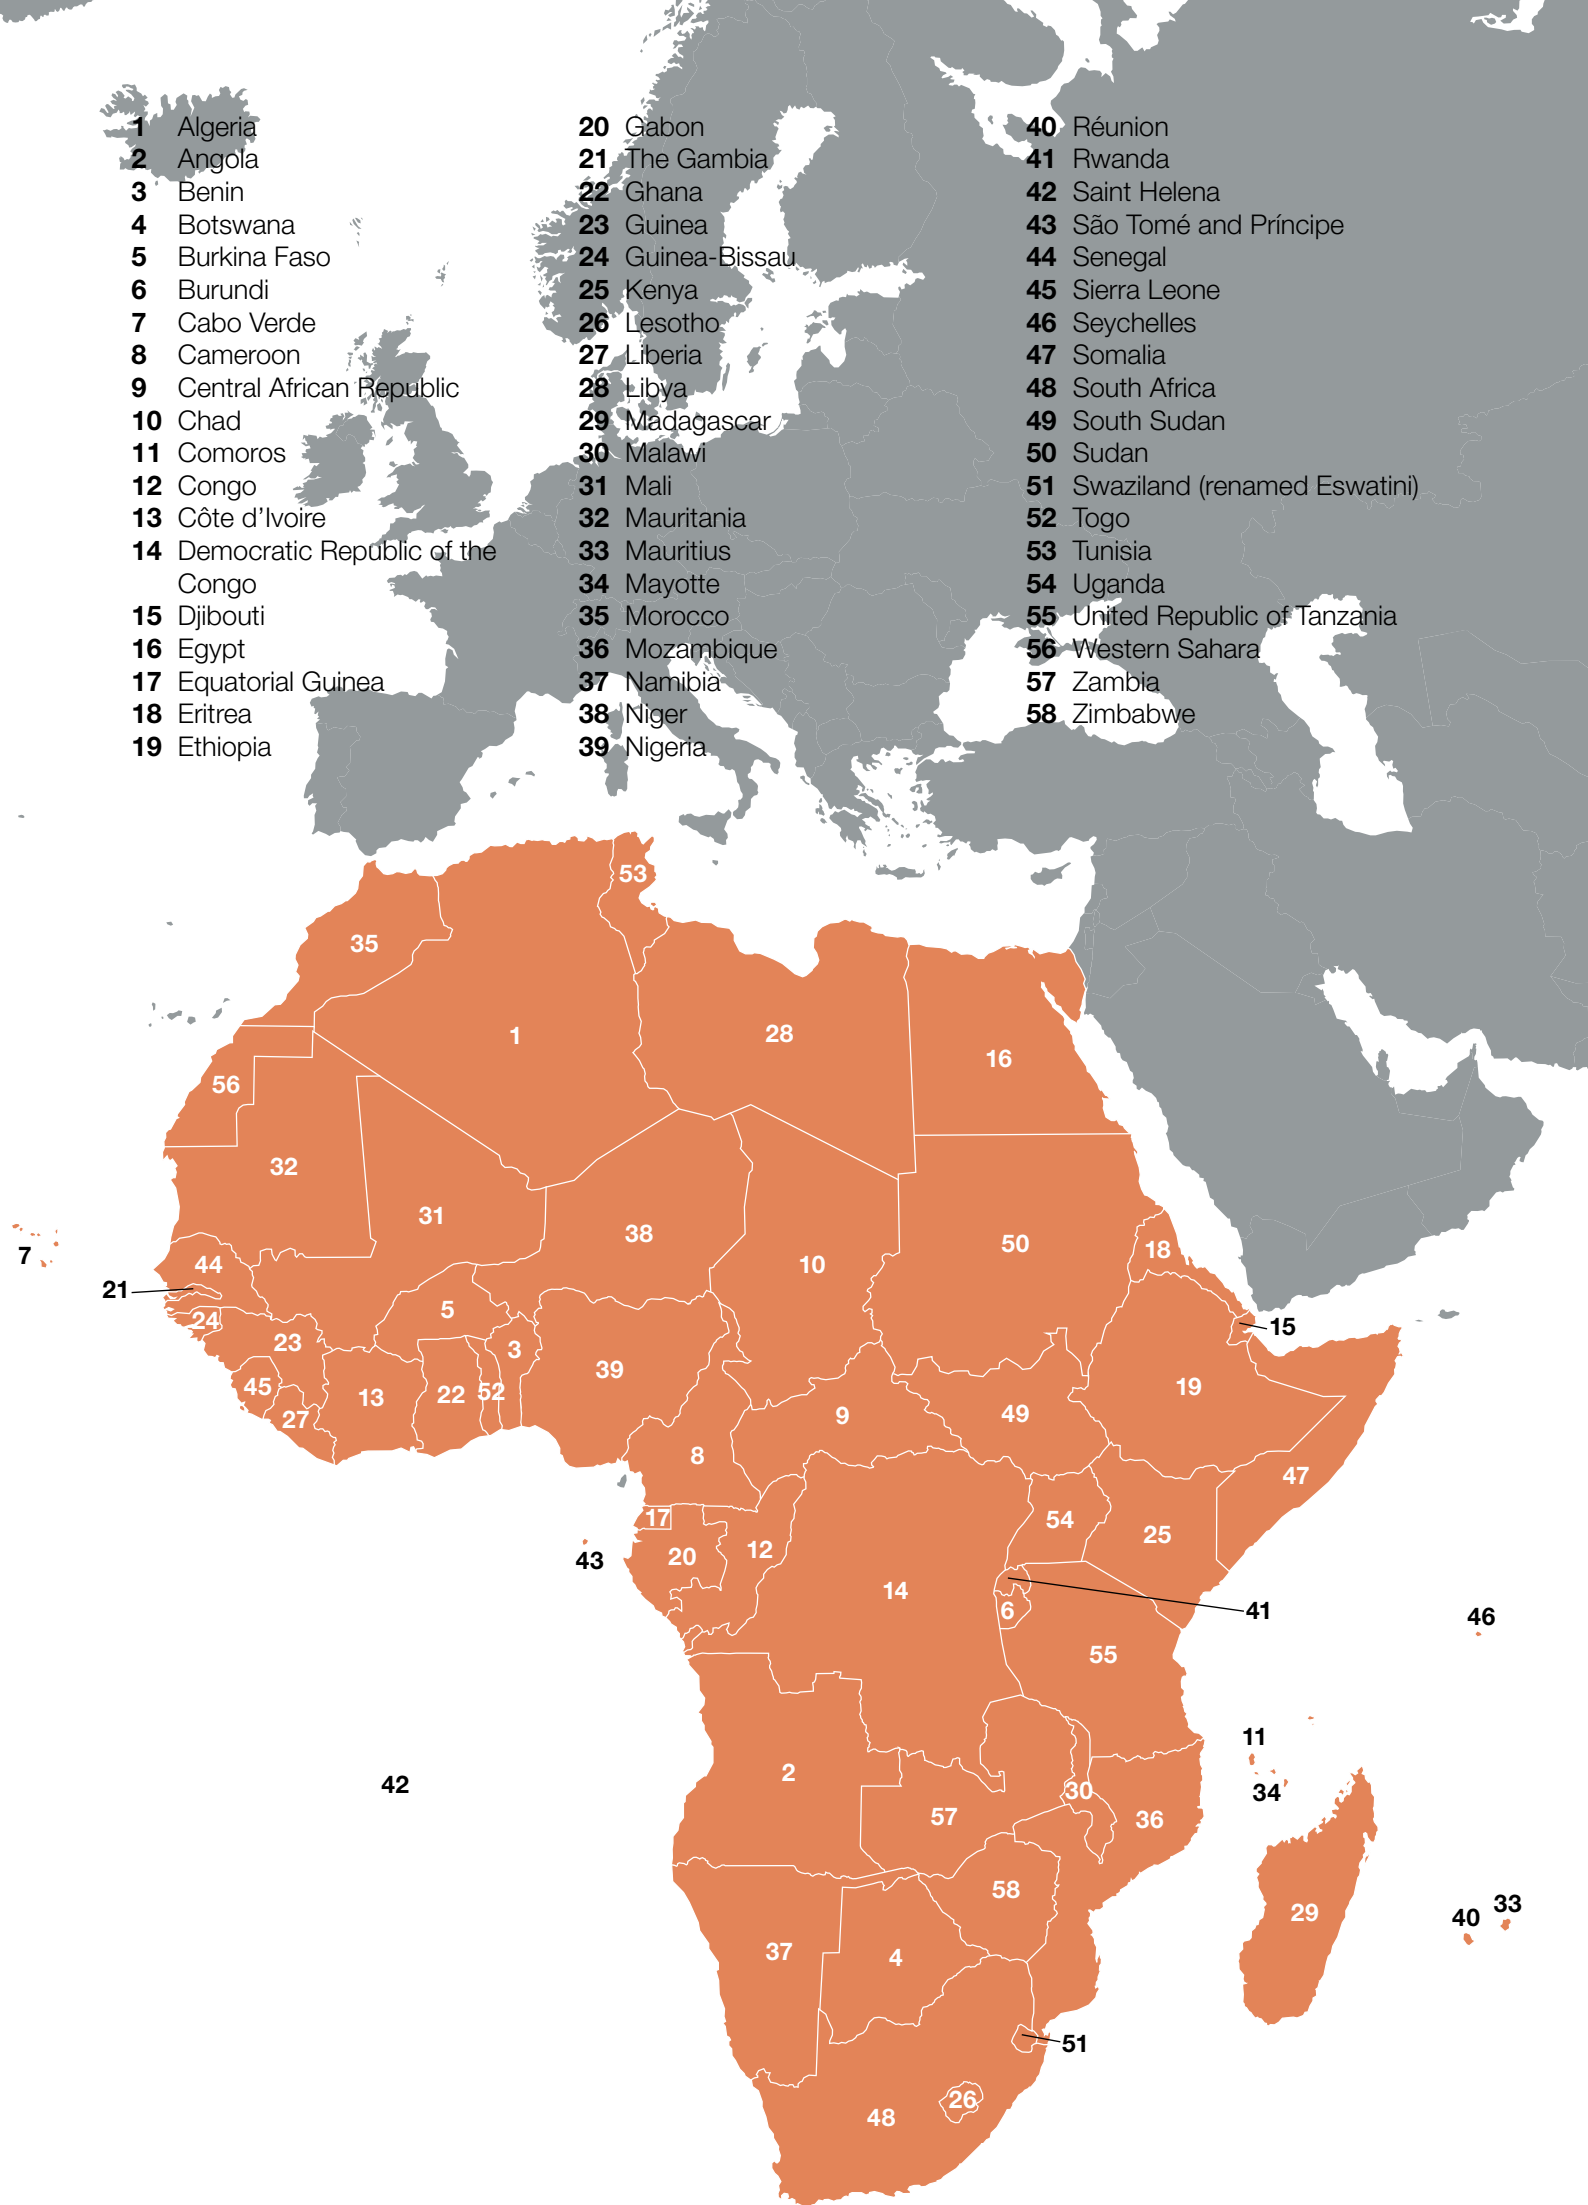 1 Algeria
2 Angola
3 Benin
4 Botswana
5 Burkina Faso
6 Burundi
7 Cabo Verde
8 Cameroon
9 Central African Republic
10 Chad
11 Comoros
12 Congo
13 Côte d’Ivoire
14 Democratic Republic of the
Congo
15 Djibouti
16 Egypt
17 Equatorial Guinea
18 Eritrea
19 Ethiopia
20 Gabon
21 The Gambia
22 Ghana
23 Guinea
24 Guinea-Bissau
25 Kenya
26 Lesotho
27 Liberia
28 Libya
29 Madagascar
30 Malawi
31 Mali
32 Mauritania
33 Mauritius
34 Mayotte
35 Morocco
36 Mozambique
37 Namibia
38 Niger
39 Nigeria
40 Réunion
41 Rwanda
42 Saint Helena
43 São Tomé and Príncipe
44 Senegal
45 Sierra Leone
46 Seychelles
47 Somalia
48 South Africa
49 South Sudan
50 Sudan
51 Swaziland (renamed Eswatini)
52 Togo
53 Tunisia
54 Uganda
55 United Republic of Tanzania
56 Western Sahara
57 Zambia
58 Zimbabwe
53
35
1
28
16
56
32
31
38
50
18
7
44
10
21
5
24
15
23
3
39
45
13
22
52
19
27
9
49
8
47
17
54
25
43
20
12
14
41
6
46
55
11
2
42
34
30
57
36
58
29
33
40
37
4
51
26
48